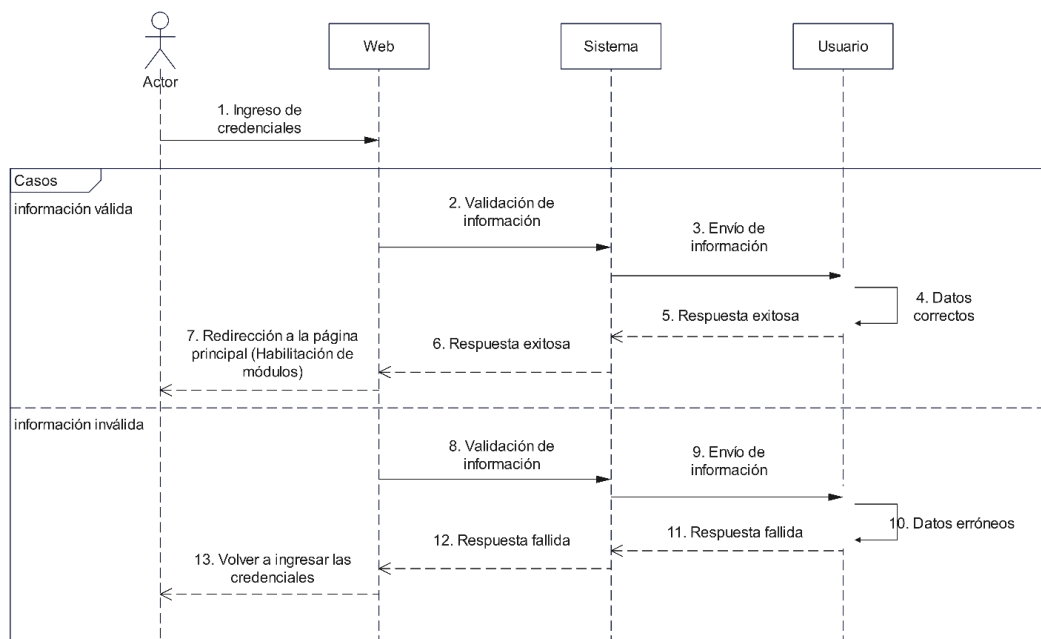 Actor
Web
Sistema
Usuario
1. Ingreso de
credenciales
Casos
información válida
2. Validación de
información
3. Envío de
información
4. Datos
correctos
5. Respuesta exitosa
6. Respuesta exitosa
7. Redirección a la página
principal (Habilitación de
módulos)
información inválida
8. Validación de
información
9. Envío de
información
10. Datos erróneos
11. Respuesta fallida
12. Respuesta fallida
13. Volver a ingresar las
credenciales